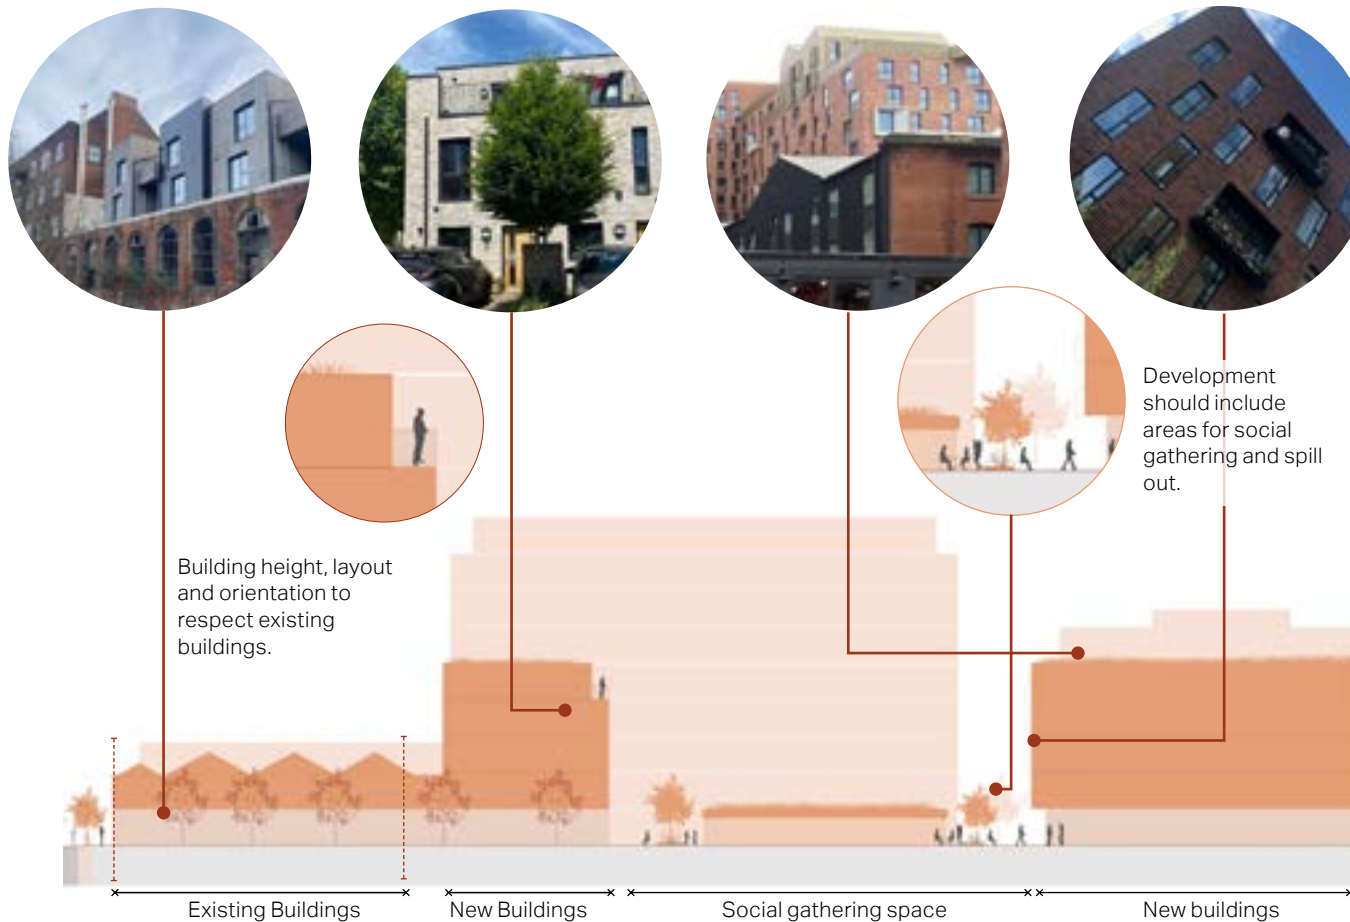 Development
should include
areas for social
gathering and spill
out.
Building height, layout
and orientation to
respect existing
buildings.
Existing Buildings
New Buildings
Social gathering space
New buildings